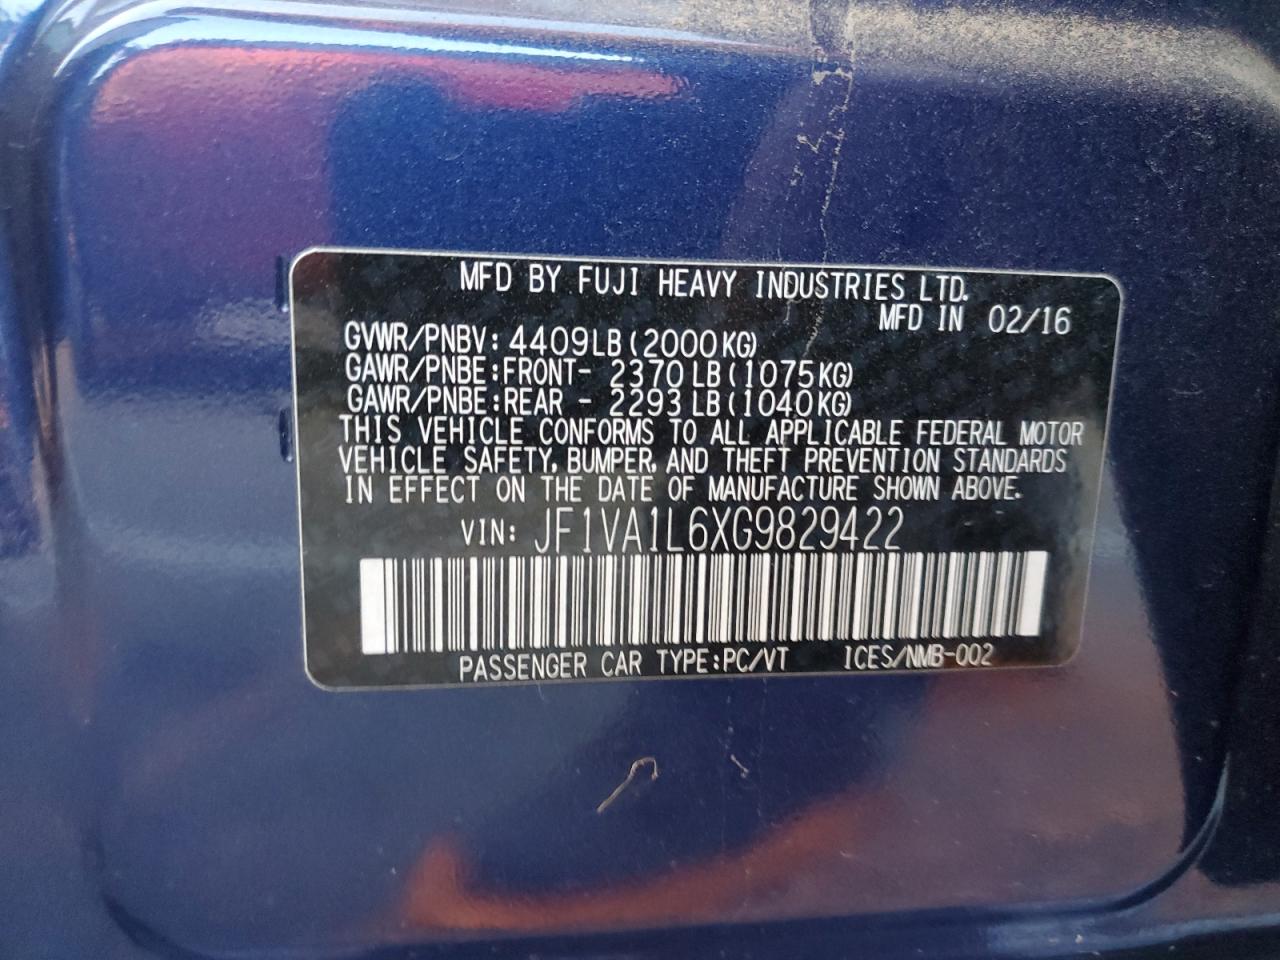 MFD BY FUJI HEAVY INDUSTRIES LTD.
MFD IN 02/16
GVWR/PNBV: 4409LB(2000KG)
GAWR/PNBE:FRONT- 2370LB(1075KG)
GAWR/PNBE:REAR - 2293LB(1040KG)
THIS VEHICLE CONFORMS TO ALL APPLICABLE FEDERAL MOTOR
VEHICLE SAFETY, BUMPER, AND THEFT PREVENTION STANDARDS
IN EFFECT ON THE DATE OF MANUFACTURE SHOWN ABOVE.
VIN: JF1VA1L6XG9829422
PASSENGER CAR TYPE:PC/VT ICES/NMB-002